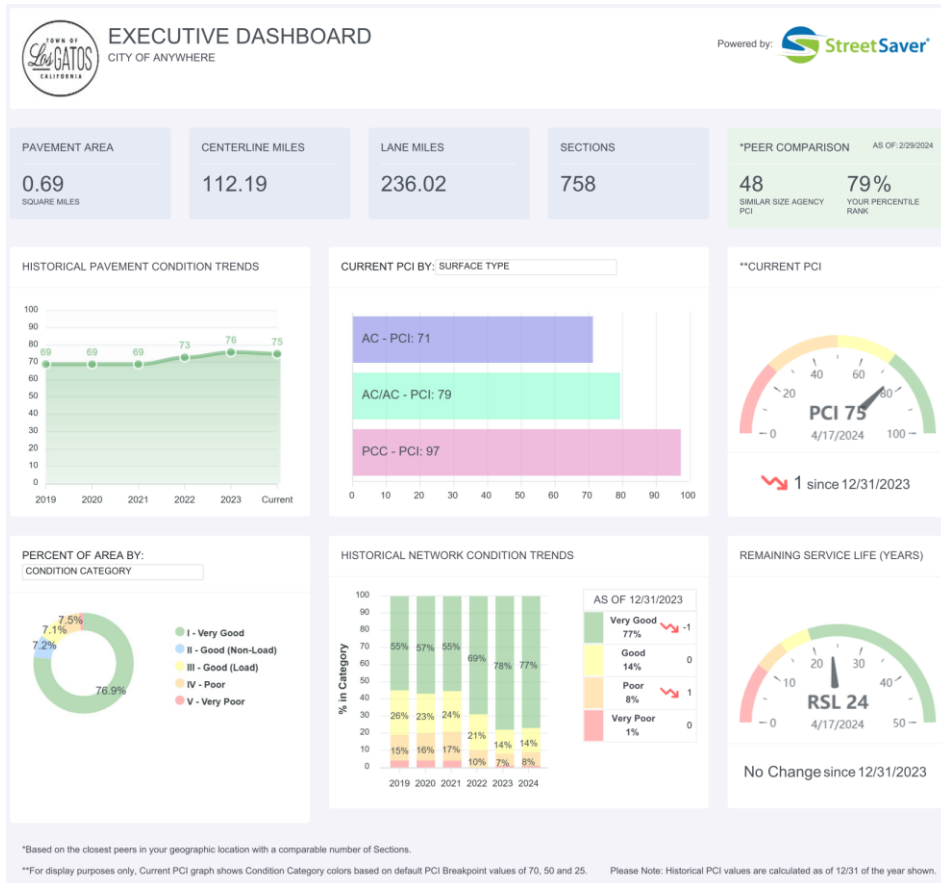 TOWN OF
Los GATOS
CALIFORNIA
EXECUTIVE DASHBOARD
CITY OF ANYWHERE
Powered by:
StreetSaver®
PAVEMENT AREA
0.69
SQUARE MILES
CENTERLINE MILES
112.19
LANE MILES
236.02
SECTIONS
758
*PEER COMPARISON AS OF: 2/29/2024
48
SIMILAR SIZE AGENCY
PCI
79%
YOUR PERCENTILE
RANK
HISTORICAL PAVEMENT CONDITION TRENDS
100
90
80
70
60
50
40
30
20
10
0
69 69 69 73 76 75
2019 2020 2021 2022 2023 Current
CURRENT PCI BY: SURFACE TYPE
AC - PCI: 71
AC/AC - PCI: 79
PCC - PCI: 97
0 10 20 30 40 50 60 70 80 90 100
**CURRENT PCI
0 20 40 60 80 100
PCI 75
4/17/2024
1 since 12/31/2023
PERCENT OF AREA BY:
CONDITION CATEGORY
7.5%
7.1%
7.2%
76.9%
I - Very Good
II - Good (Non-Load)
III - Good (Load)
IV - Poor
V - Very Poor
HISTORICAL NETWORK CONDITION TRENDS
% in Category
100
90
80
70
60
50
40
30
20
10
0
55% 57% 55% 69% 78% 77%
26% 23% 24% 21% 14% 14%
15% 16% 17% 10% 7% 8%
2019 2020 2021 2022 2023 2024
AS OF 12/31/2023
Very Good
77% -1
Good
14% 0
Poor
8% 1
Very Poor
1% 0
REMAINING SERVICE LIFE (YEARS)
0 10 20 30 40 50
RSL 24
4/17/2024
No Change since 12/31/2023
*Based on the closest peers in your geographic location with a comparable number of Sections.
**For display purposes only, Current PCI graph shows Condition Category colors based on default PCI Breakpoint values of 70, 50 and 25. Please Note: Historical PCI values are calculated as of 12/31 of the year shown.